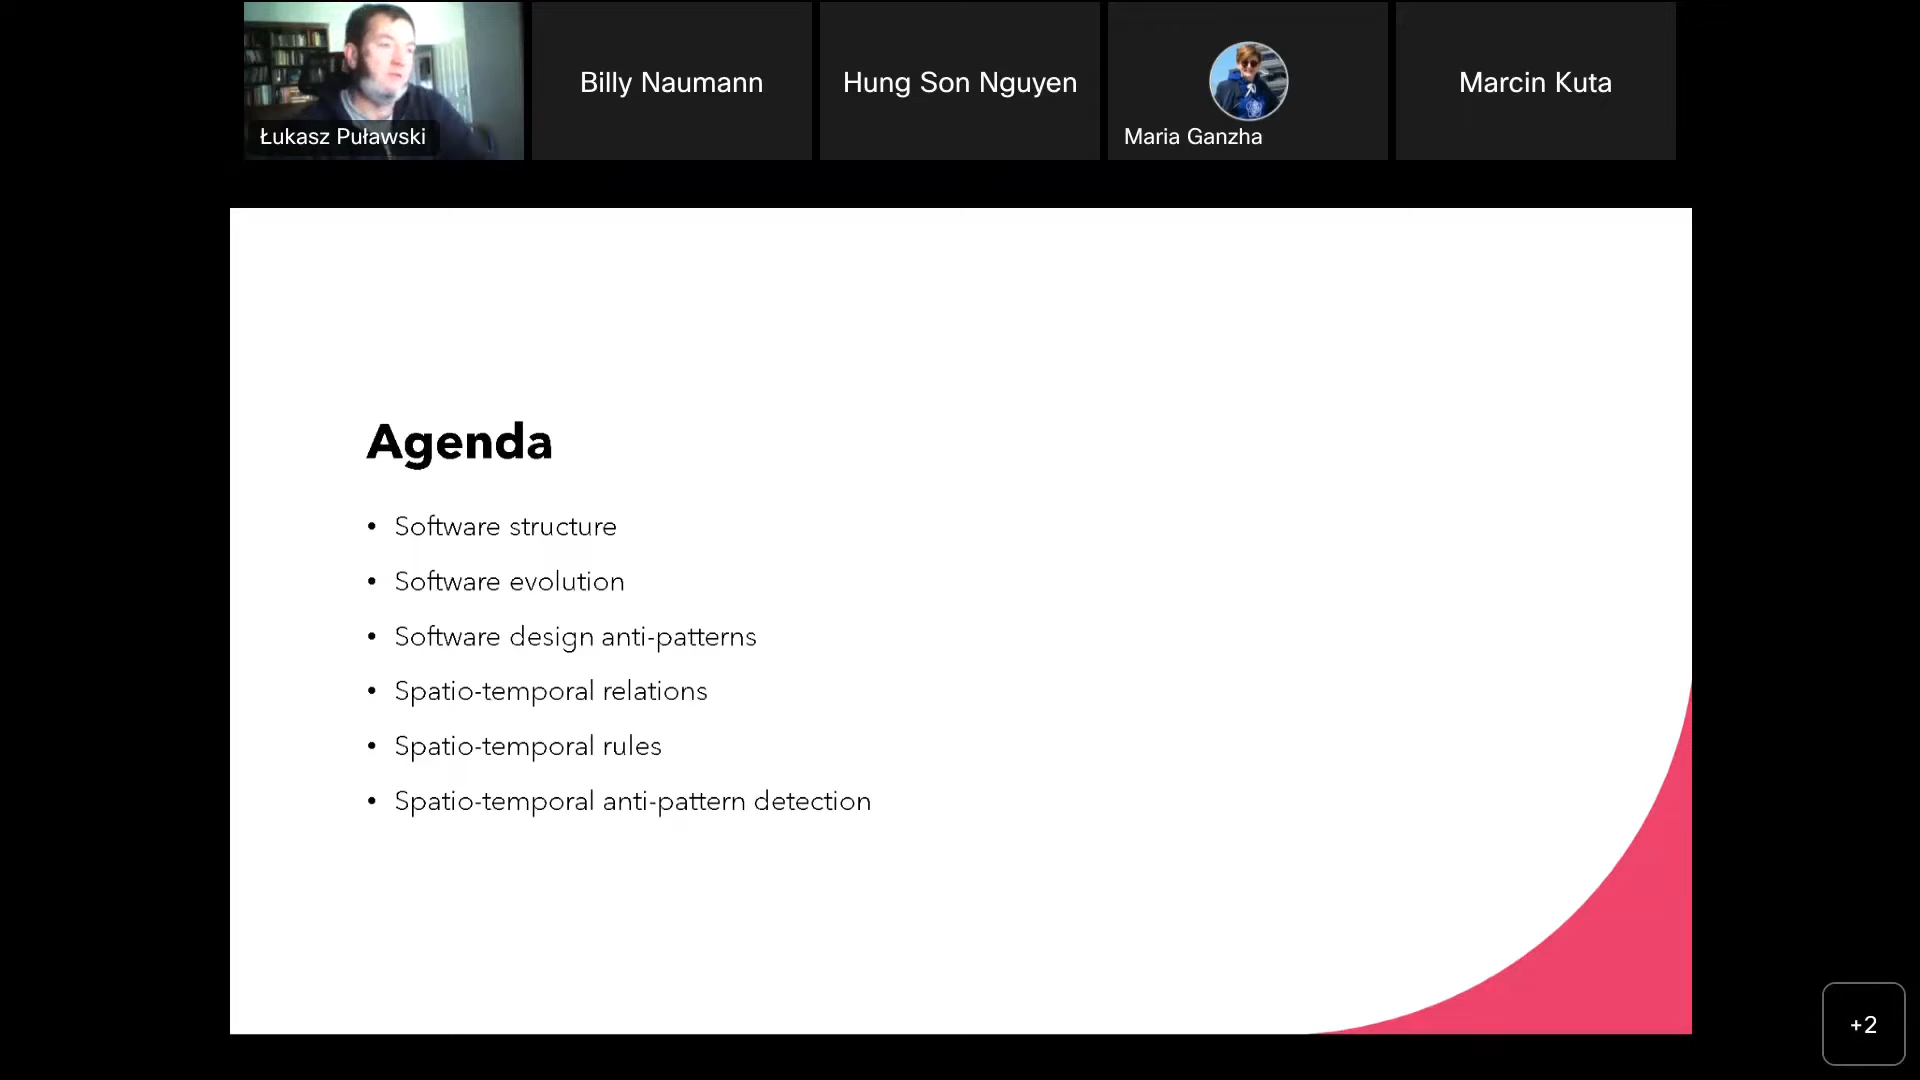 Łukasz Puławski
Billy Naumann
Hung Son Nguyen
Maria Ganzha
Marcin Kuta
Agenda
• Software structure
• Software evolution
• Software design anti-patterns
• Spatio-temporal relations
• Spatio-temporal rules
• Spatio-temporal anti-pattern detection
+2